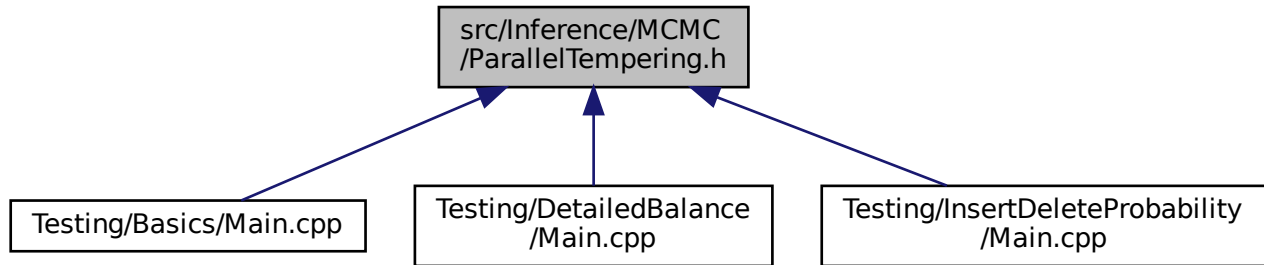 src/Inference/MCMC
/ParallelTempering.h
Testing/Basics/Main.cpp
Testing/DetailedBalance
/Main.cpp
Testing/InsertDeleteProbability
/Main.cpp